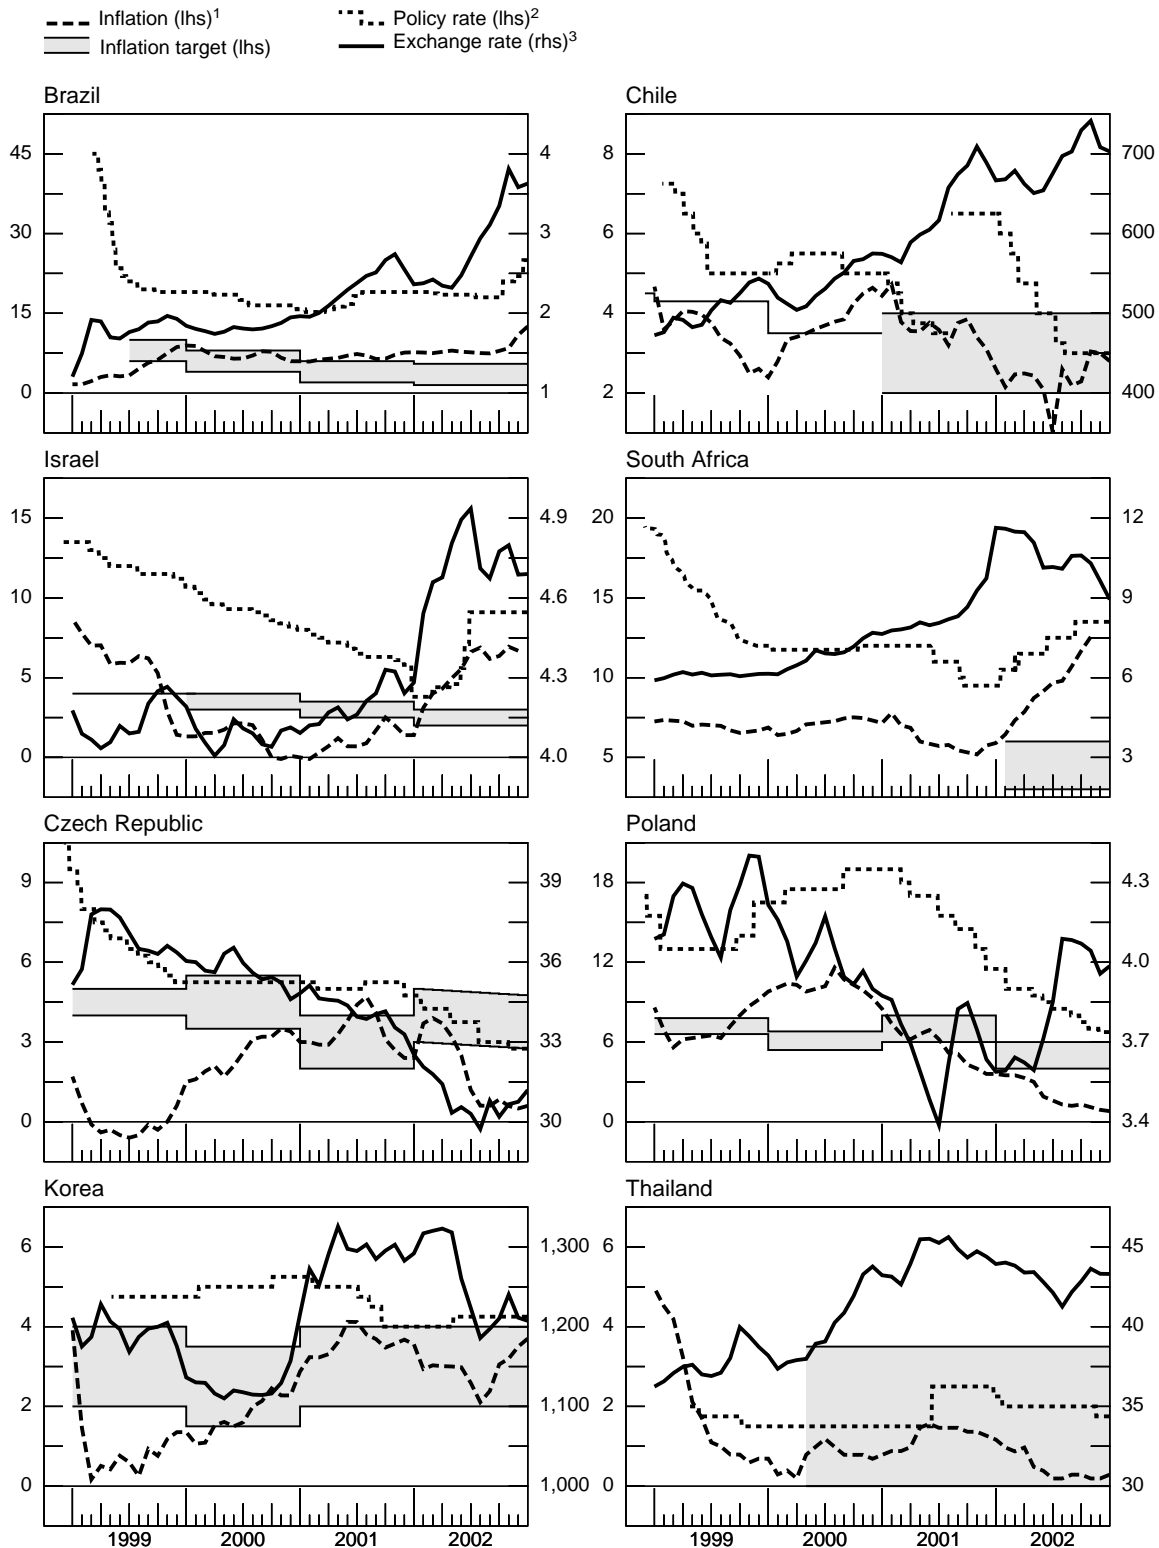 Inflation (lhs)1 Policy rate (lhs)2
Inflation target (lhs) Exchange rate (rhs)3
Brazil Chile
45 4 8 700
30 3 6 600
15 2 4 500
0 1 2 400
Israel South Africa
15 4.9 20 12
10 4.6 15 9
5 4.3 10 6
0 4.0 5 3
Czech Republic Poland
9 39 18 4.3
6 36 12 4.0
3 33 6 3.7
0 30 0 3.4
Korea Thailand
6 1,300 6 45
4 1,200 4 40
2 1,100 2 35
0 1,000 0 30
1999 2000 2001 2002 1999 2000 2001 2002